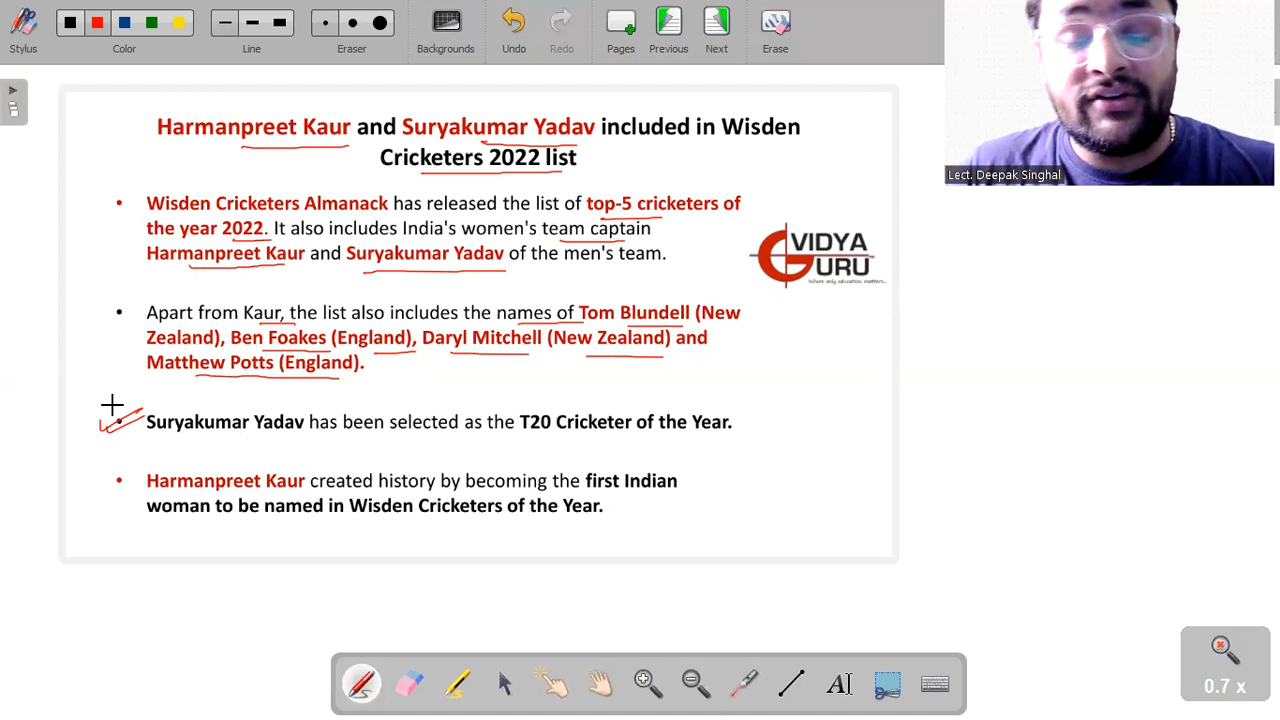 Stylus Color Line Eraser Backgrounds Undo Redo Pages Previous Next Erase
Lect. Deepak Singhal
Harmanpreet Kaur and Suryakumar Yadav included in Wisden
Cricketers 2022 list
• Wisden Cricketers Almanack has released the list of top-5 cricketers of
the year 2022. It also includes India's women's team captain
Harmanpreet Kaur and Suryakumar Yadav of the men's team.
VIDYA
GURU
Where only education, matters...
• Apart from Kaur, the list also includes the names of Tom Blundell (New
Zealand), Ben Foakes (England), Daryl Mitchell (New Zealand) and
Matthew Potts (England).
• Suryakumar Yadav has been selected as the T20 Cricketer of the Year.
• Harmanpreet Kaur created history by becoming the first Indian
woman to be named in Wisden Cricketers of the Year.
AI
0.7 x